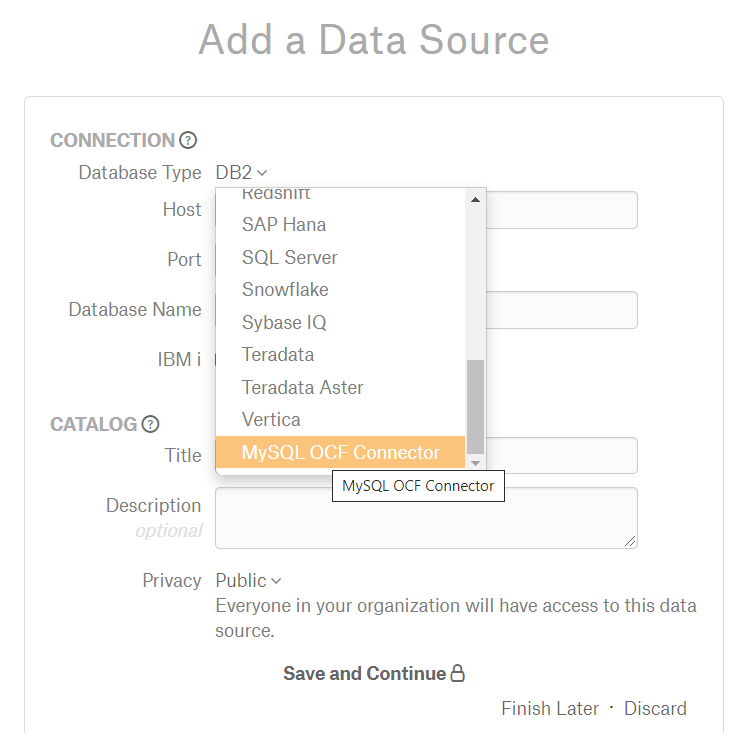 Add a Data Source
CONNECTION ?
Database Type DB2
Redshift
Host
SAP Hana
Port
SQL Server
Snowflake
Database Name
Sybase IQ
IBM i
Teradata
Teradata Aster
CATALOG ?
Vertica
Title
MySQL OCF Connector
MySQL OCF Connector
Description
optional
Privacy Public
Everyone in your organization will have access to this data
source.
Save and Continue
Finish Later · Discard